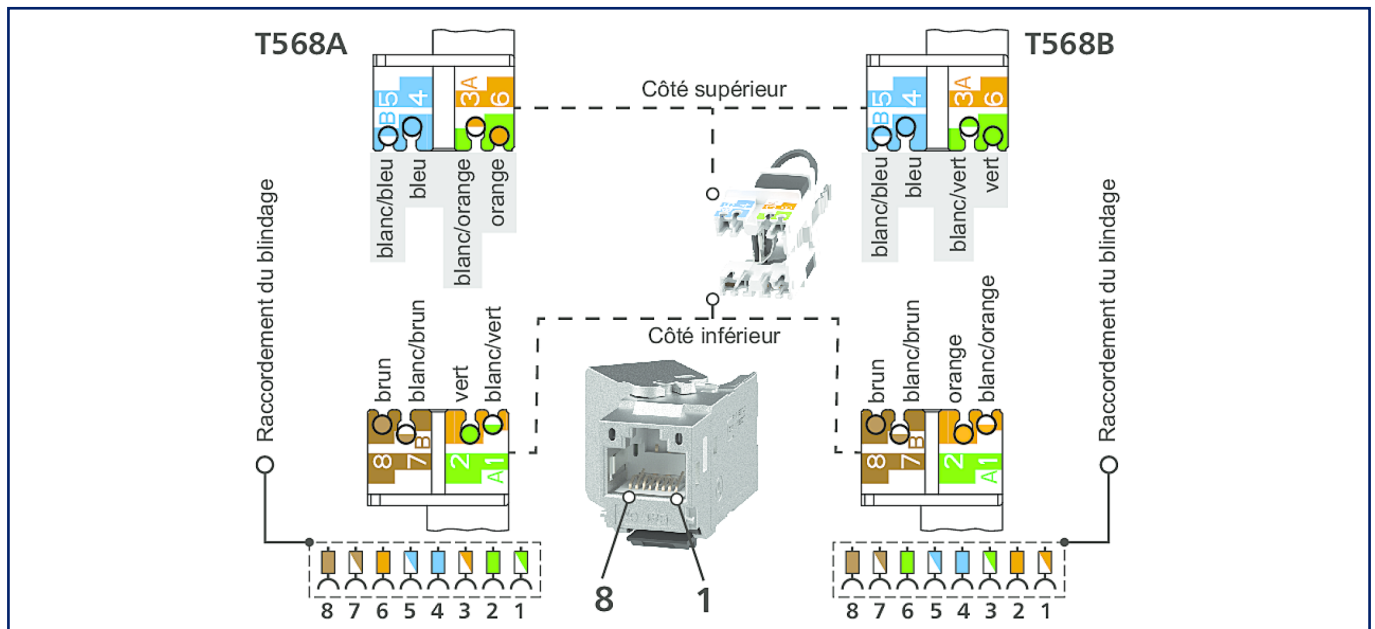 T568A
T568B
B5
4
3A
6
Côté supérieur
B5
4
3A
6
blanc/bleu
bleu
blanc/orange
orange
blanc/bleu
bleu
blanc/vert
vert
Raccordement du blindage
Raccordement du blindage
Côté inférieur
brun
blanc/brun
vert
blanc/vert
brun
blanc/brun
orange
blanc/orange
8
7B
2
A1
8
7B
2
A1
8 7 6 5 4 3 2 1
8
1
8 7 6 5 4 3 2 1